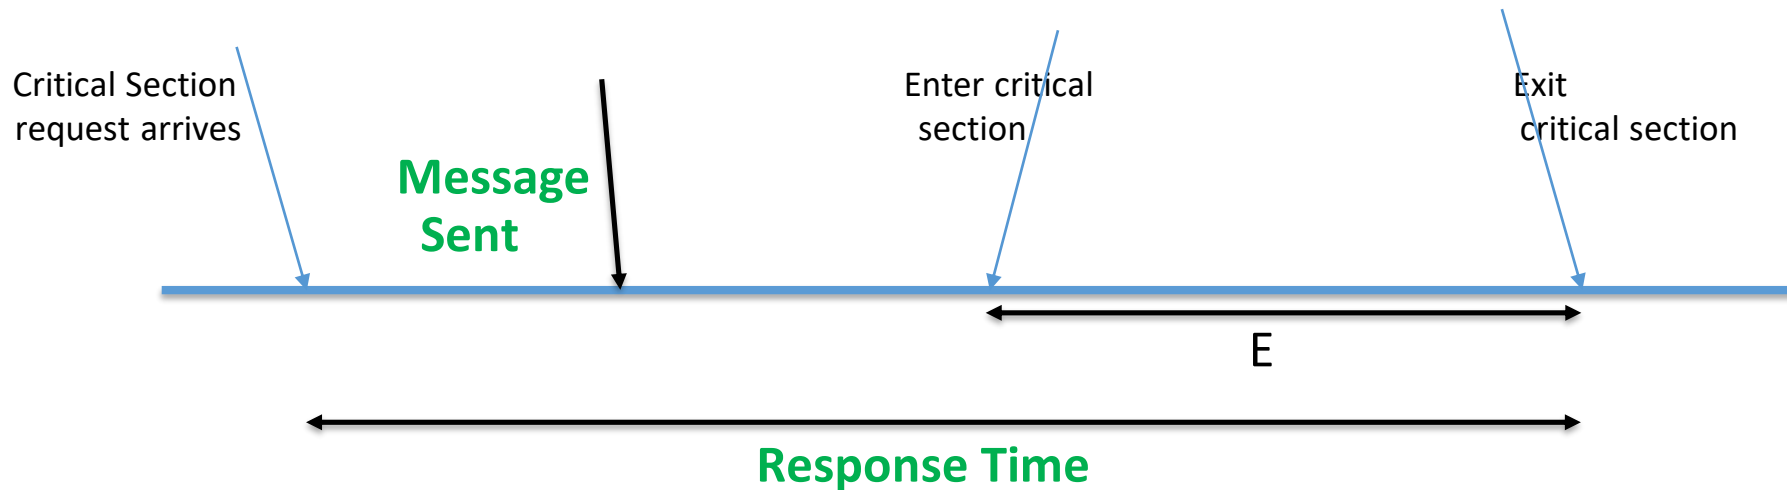 Critical Section
request arrives
Message
Sent
Enter critical
section
Exit
critical section
E
Response Time